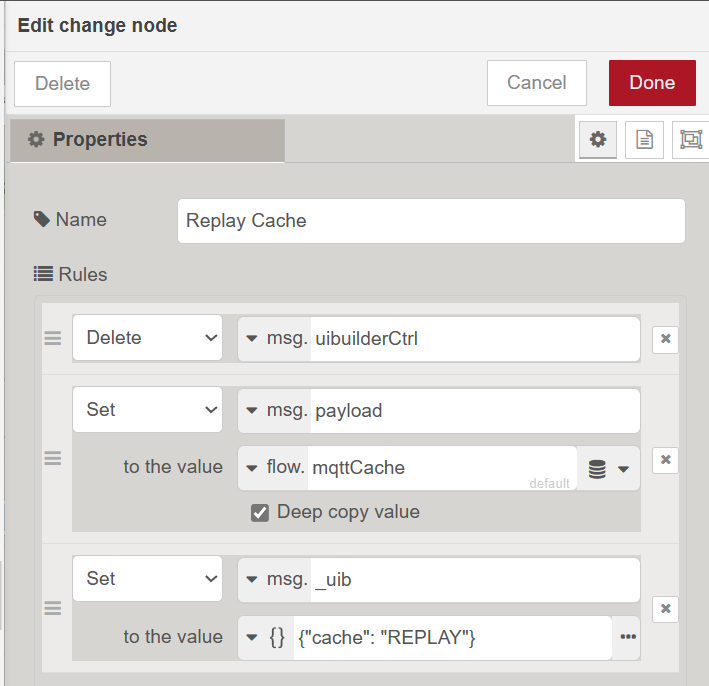 Edit change node
Delete
Cancel
Done
Properties
Name
Replay Cache
Rules
Delete
msg. uibuilderCtrl
Set
msg. payload
to the value
flow. mqttCache
default
Deep copy value
Set
msg. _uib
to the value
{} {"cache": "REPLAY"}